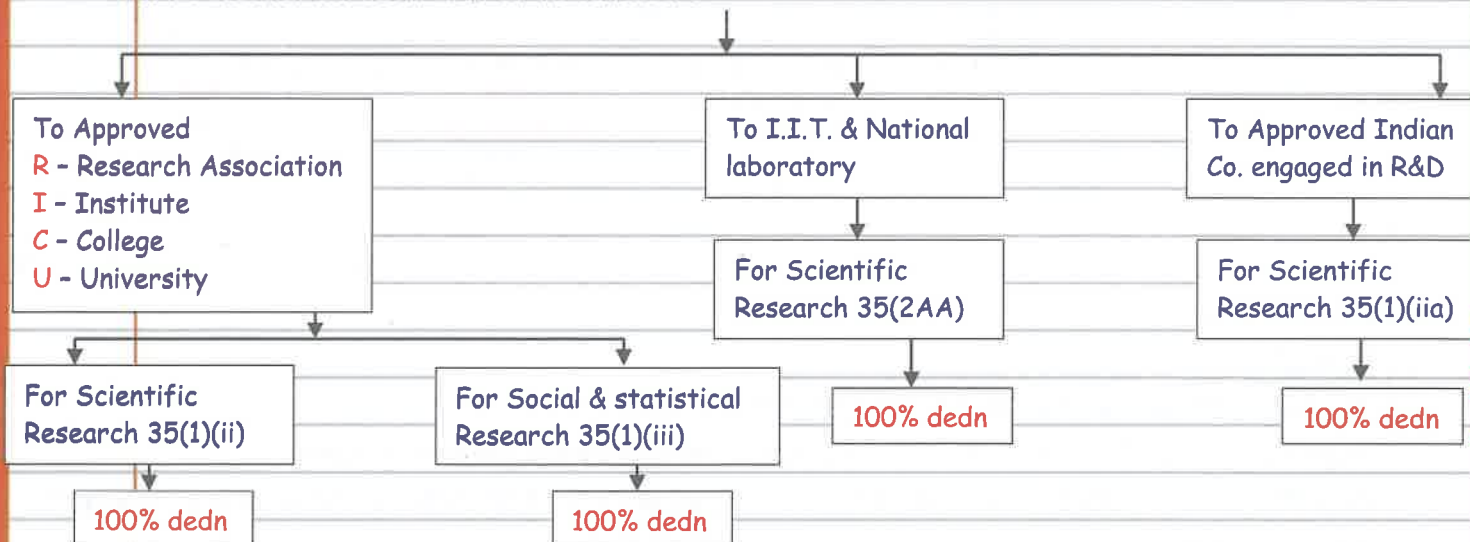 To Approved
R – Research Association
I – Institute
C – College
U – University
To I.I.T. & National
laboratory
To Approved Indian
Co. engaged in R&D
For Scientific
Research 35(2AA)
For Scientific
Research 35(1)(iia)
For Scientific
Research 35(1)(ii)
For Social & statistical
Research 35(1)(iii)
100% dedn
100% dedn
100% dedn
100% dedn